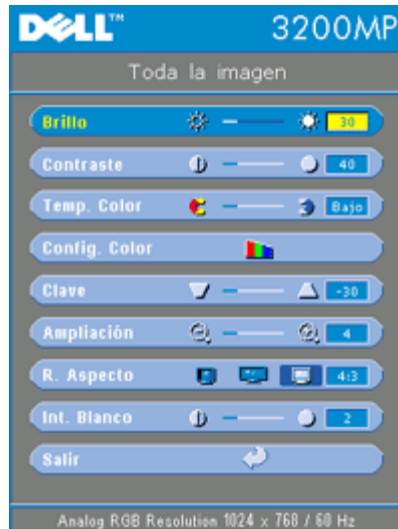 DELL™ 3200MP
Toda la imagen
Brillo 30
Contraste 40
Temp. Color Bajo
Config. Color
Clave -30
Ampliación 4
R. Aspecto 4:3
Int. Blanco 2
Salir
Analog RGB Resolution 1024 x 768 / 60 Hz